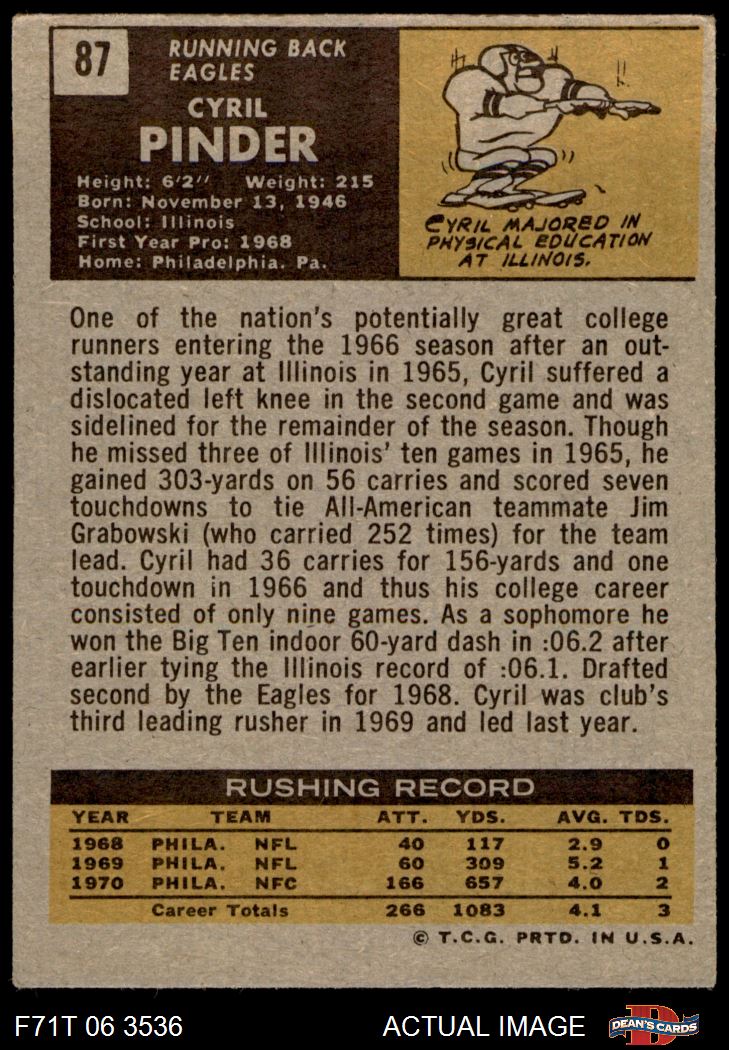 87
RUNNING BACK
EAGLES
CYRIL
PINDER
Height: 6'2'' Weight: 215
Born: November 13, 1946
School: Illinois
First Year Pro: 1968
Home: Philadelphia. Pa.
CYRIL MAJORED IN
PHYSICAL EDUCATION
AT ILLINOIS.
One of the nation's potentially great college
runners entering the 1966 season after an out-
standing year at Illinois in 1965, Cyril suffered a
dislocated left knee in the second game and was
sidelined for the remainder of the season. Though
he missed three of Illinois' ten games in 1965, he
gained 303-yards on 56 carries and scored seven
touchdowns to tie All-American teammate Jim
Grabowski (who carried 252 times) for the team
lead. Cyril had 36 carries for 156-yards and one
touchdown in 1966 and thus his college career
consisted of only nine games. As a sophomore he
won the Big Ten indoor 60-yard dash in :06.2 after
earlier tying the Illinois record of :06.1. Drafted
second by the Eagles for 1968. Cyril was club's
third leading rusher in 1969 and led last year.
RUSHING RECORD
YEAR TEAM ATT. YDS. AVG. TDS.
1968 PHILA. NFL 40 117 2.9 0
1969 PHILA. NFL 60 309 5.2 1
1970 PHILA. NFC 166 657 4.0 2
Career Totals 266 1083 4.1 3
© T.C.G. PRTD. IN U.S.A.
F71T 06 3536 ACTUAL IMAGE D DEAN'S CARDS